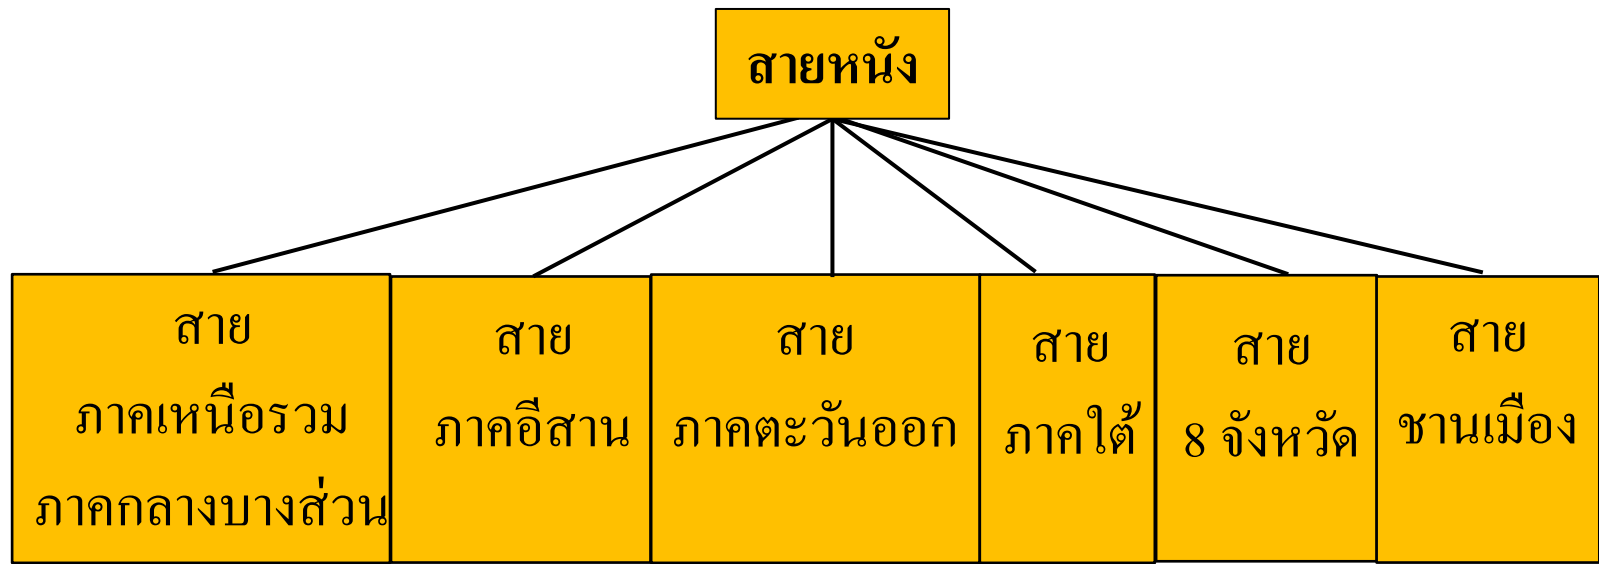 สายหนัง
สาย
ภาคเหนือรวม
ภาคกลางบางส่วน
สาย
ภาคอีสาน
สาย
ภาคตะวันออก
สาย
ภาคใต้
สาย
8 จังหวัด
สาย
ชานเมือง